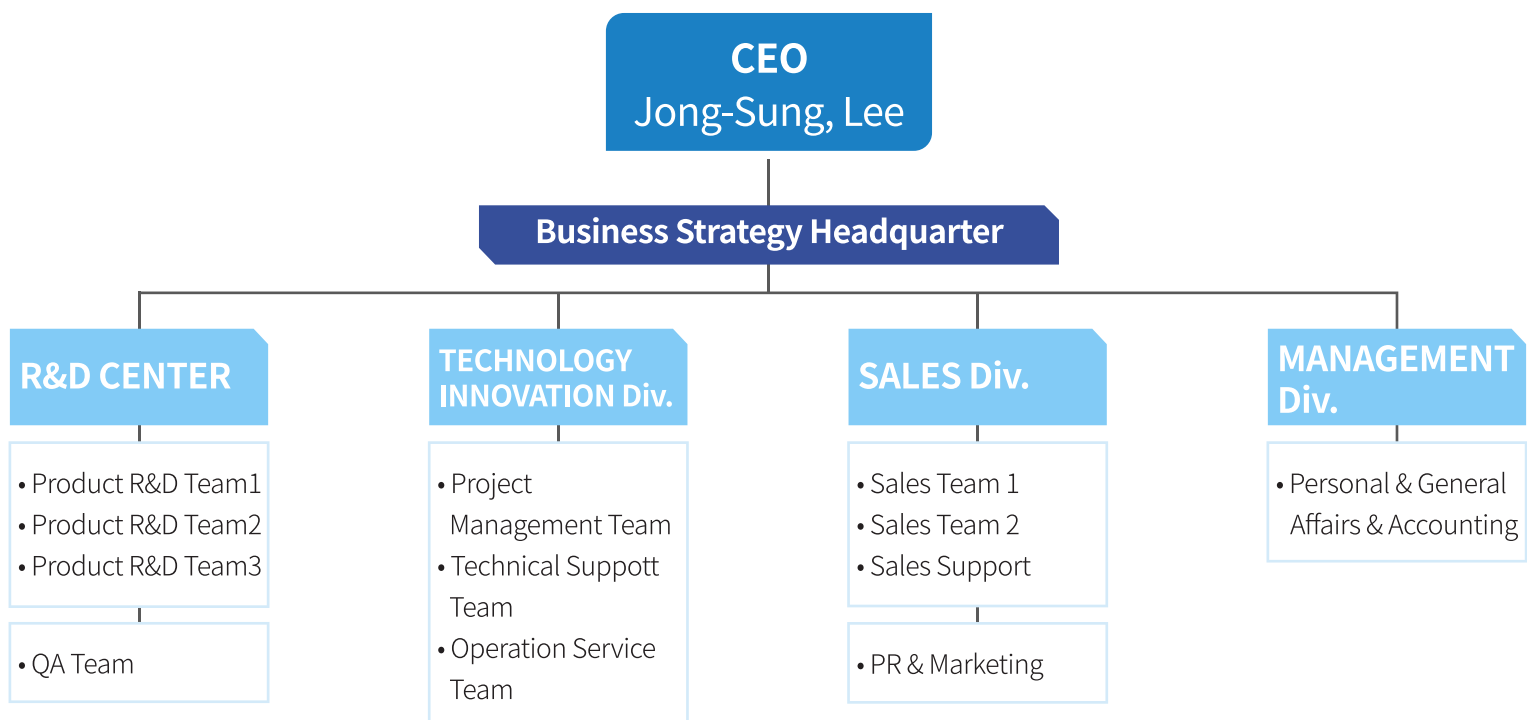 CEO
Jong-Sung, Lee
Business Strategy Headquarter
R&D CENTER
• Product R&D Team1
• Product R&D Team2
• Product R&D Team3
• QA Team
TECHNOLOGY
INNOVATION Div.
• Project
Management Team
• Technical Suppott
Team
• Operation Service
Team
SALES Div.
• Sales Team 1
• Sales Team 2
• Sales Support
• PR & Marketing
MANAGEMENT
Div.
• Personal & General
Affairs & Accounting